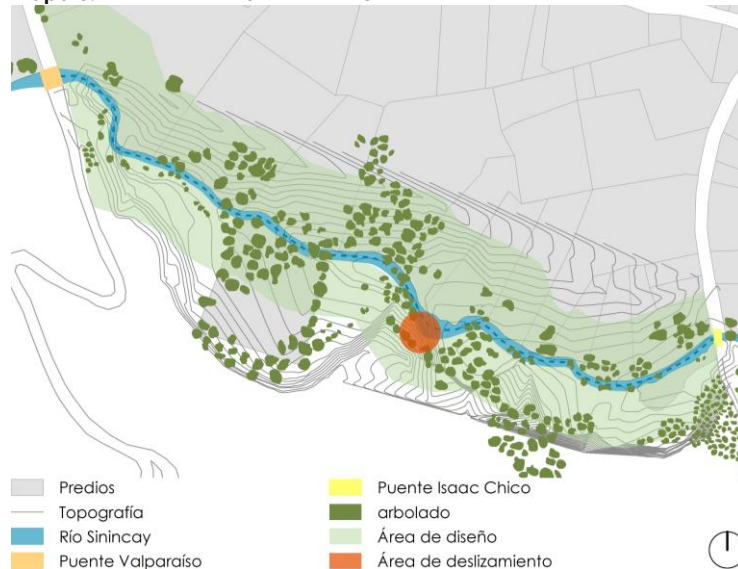 Predios
Topografía
Río Sinincay
Puente Valparaíso
Puente Isaac Chico
arbolado
Área de diseño
Área de deslizamiento